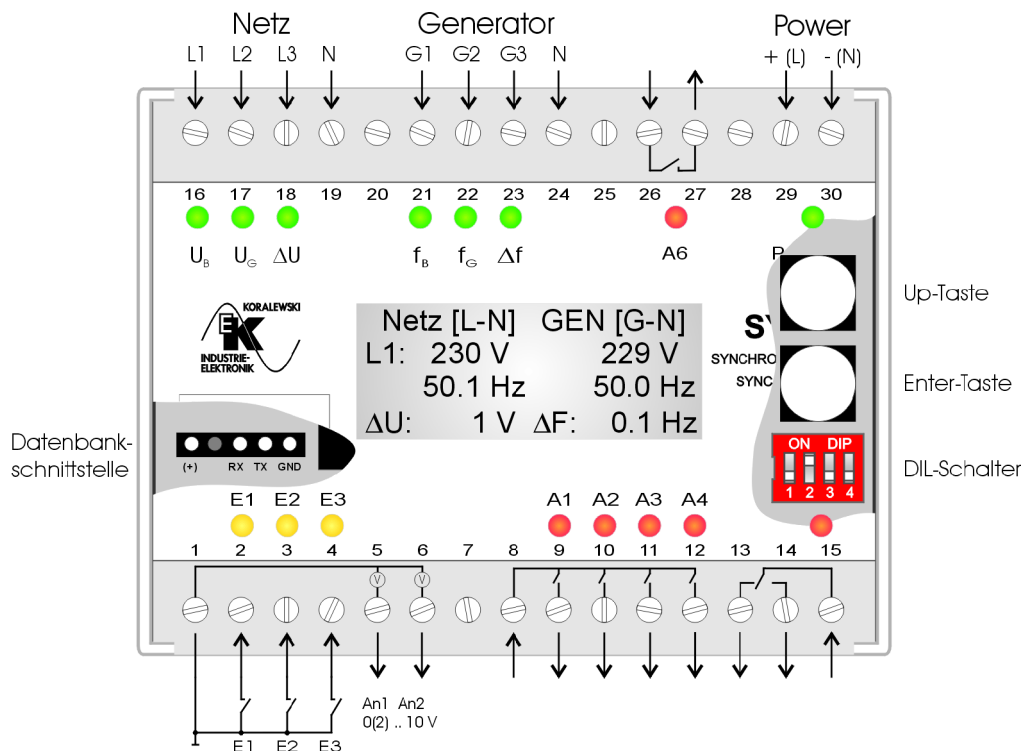 Netz Generator Power
L1 L2 L3 N G1 G2 G3 N + (L) - (N)
16 17 18 19 20 21 22 23 24 25 26 27 28 29 30
U_B U_G ΔU f_B f_G Δf A6 P
Up-Taste
KORALEWSKI
EK
INDUSTRIE-
ELEKTRONIK
Netz [L-N] GEN [G-N]
L1: 230 V 229 V
50.1 Hz 50.0 Hz
ΔU: 1 V ΔF: 0.1 Hz
SY
SYNCHRO
SYNC
Enter-Taste
Datenbank-
schnittstelle
(+) RX TX GND
ON DIP
1 2 3 4
DIL-Schalter
E1 E2 E3 A1 A2 A3 A4
1 2 3 4 5 6 7 8 9 10 11 12 13 14 15
V V
An1 An2
0(2) .. 10 V
E1 E2 E3